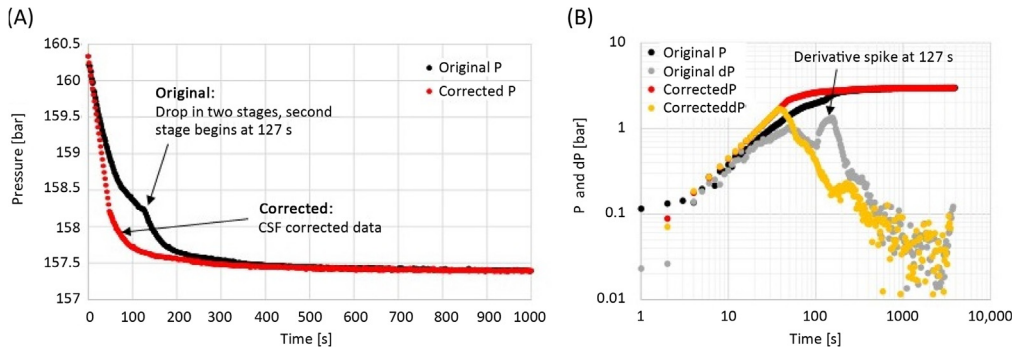 (A)
160.5
160
159.5
159
158.5
158
157.5
157
0 100 200 300 400 500 600 700 800 900 1000
Pressure [bar]
Time [s]
Original P
Corrected P
Original:
Drop in two stages, second
stage begins at 127 s
Corrected:
CSF corrected data
(B)
10
1
0.1
0.01
1 10 100 1000 10,000
P and dP [bar]
Time [s]
Original P
Original dP
CorrectedP
CorrecteddP
Derivative spike at 127 s